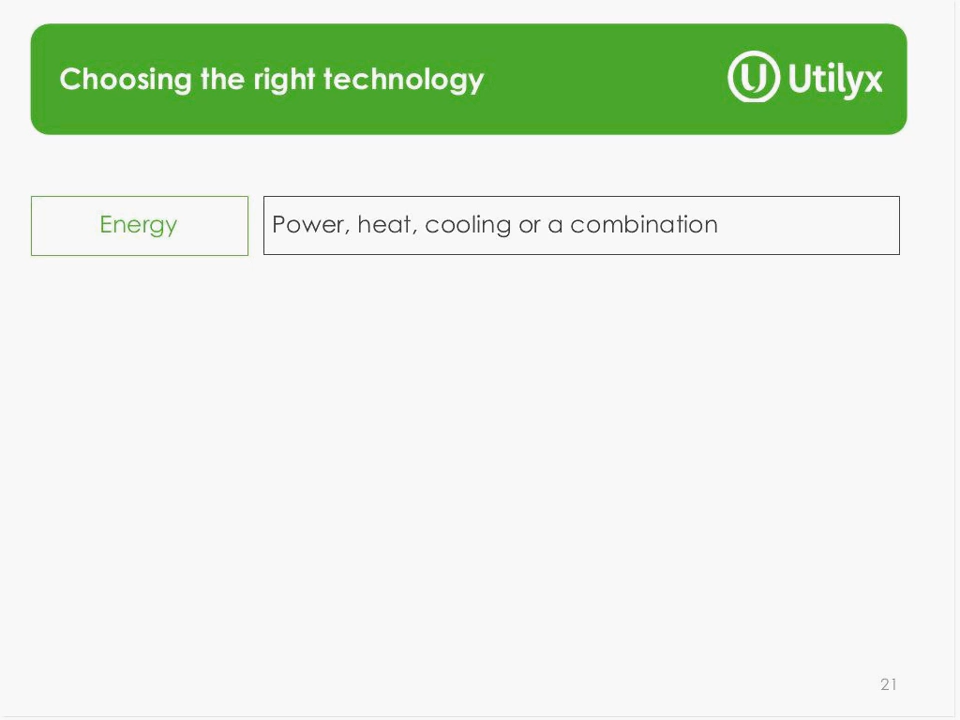 Choosing the right technology
Utilyx
Energy
Power, heat, cooling or a combination
21